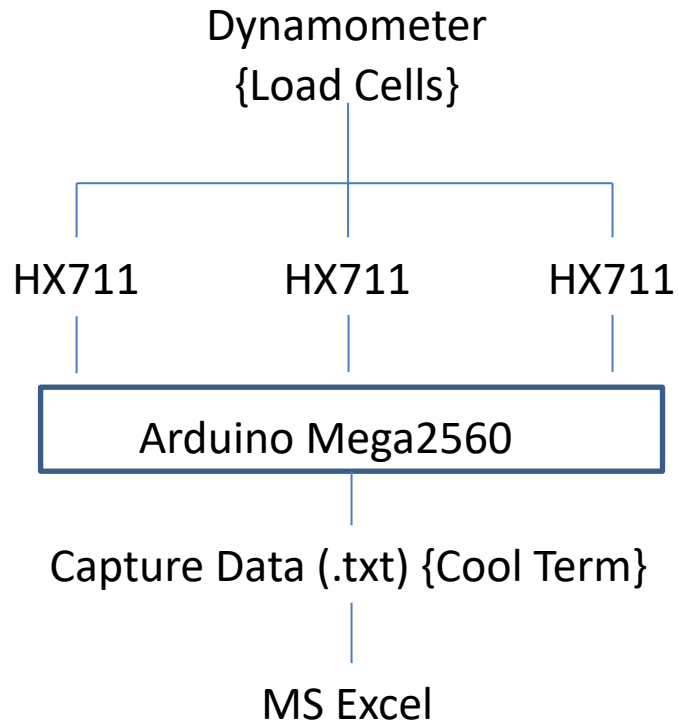 Dynamometer
{Load Cells}
HX711 HX711 HX711
Arduino Mega2560
Capture Data (.txt) {Cool Term}
MS Excel